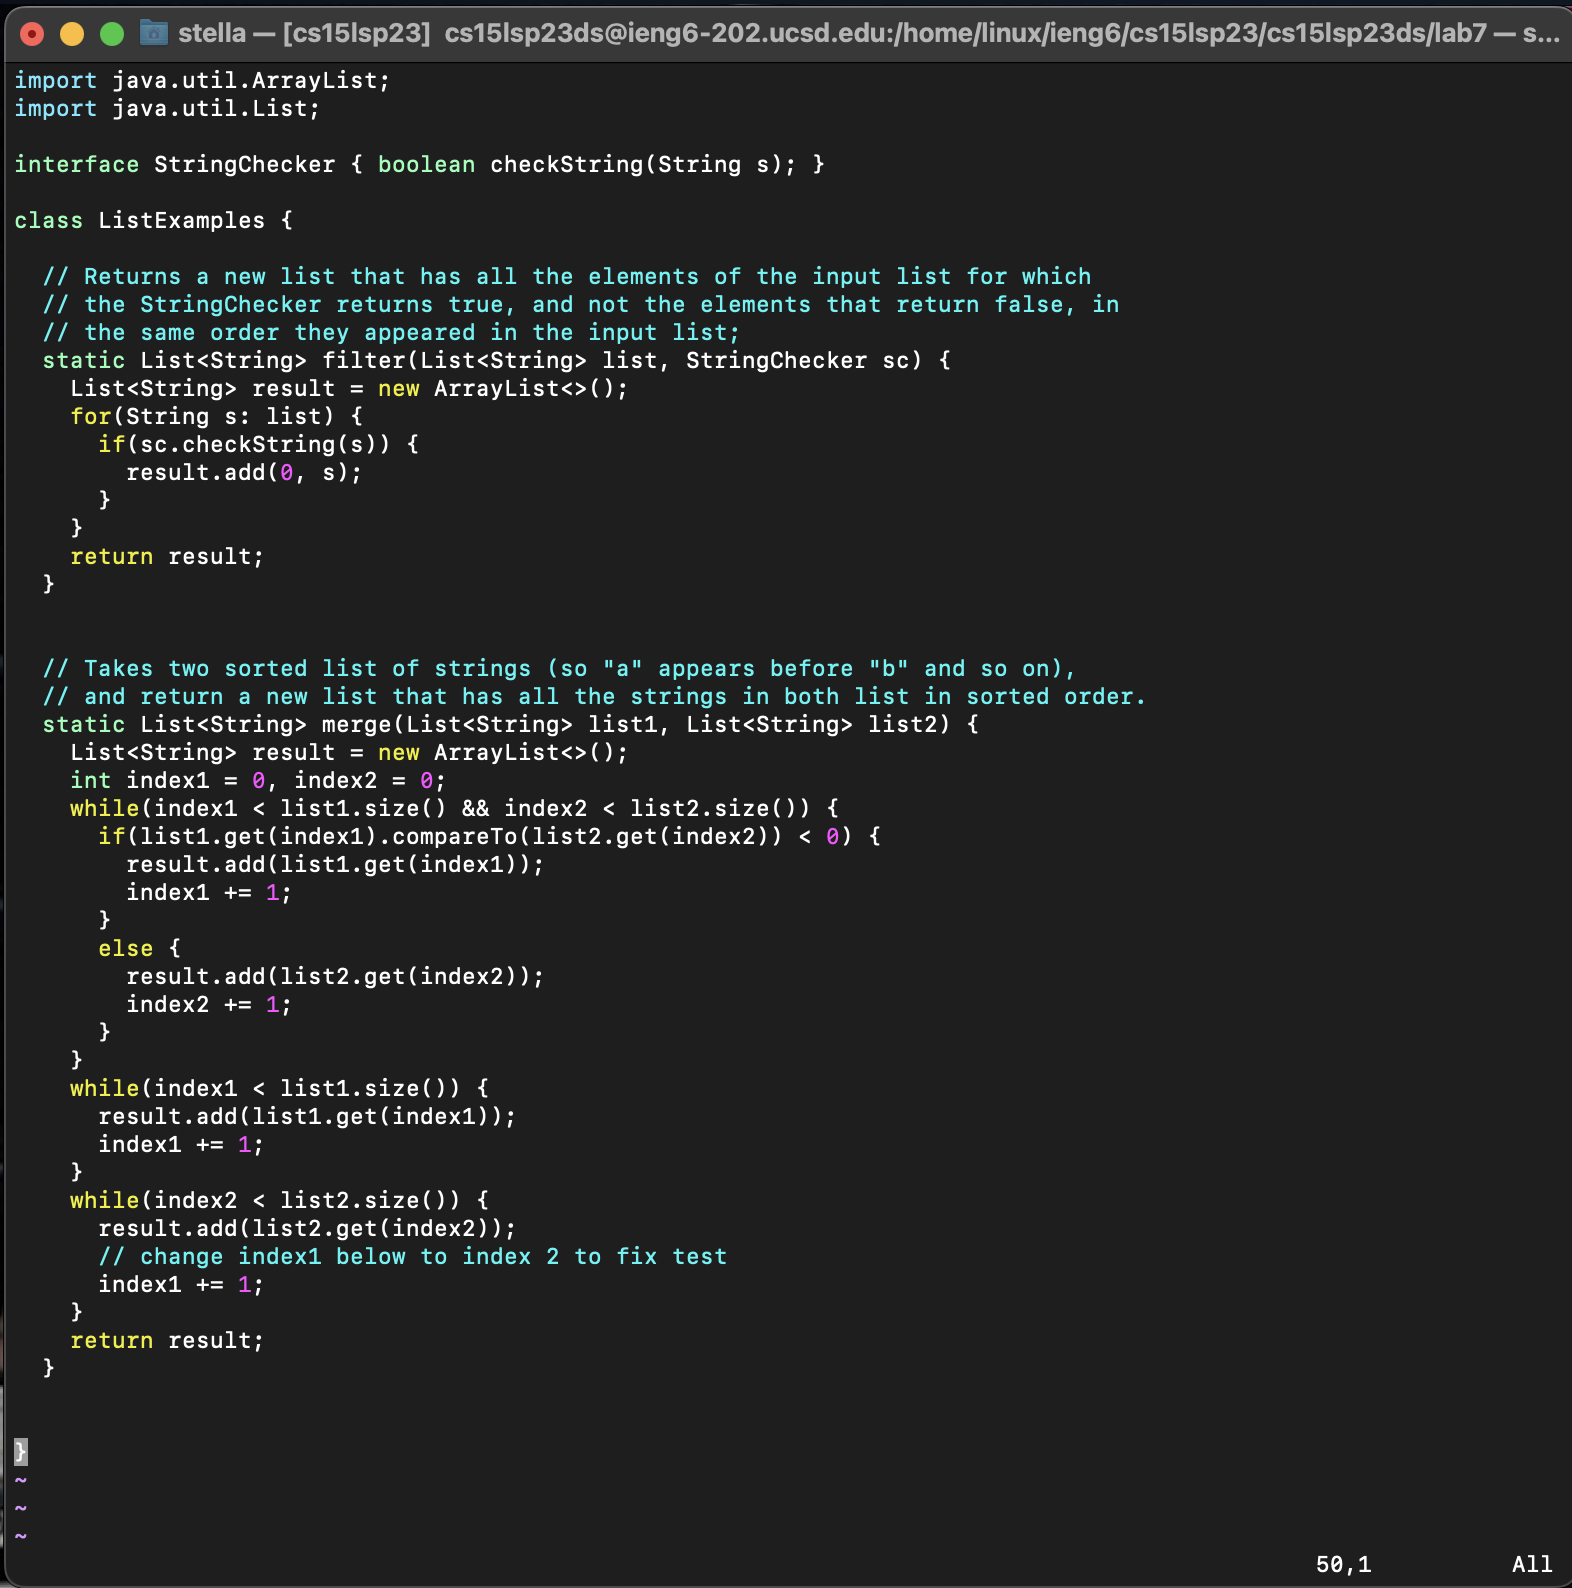 stella — [cs15lsp23] cs15lsp23ds@ieng6-202.ucsd.edu:/home/linux/ieng6/cs15lsp23/cs15lsp23ds/lab7 — s...
import java.util.ArrayList;
import java.util.List;

interface StringChecker { boolean checkString(String s); }

class ListExamples {

  // Returns a new list that has all the elements of the input list for which
  // the StringChecker returns true, and not the elements that return false, in
  // the same order they appeared in the input list;
  static List<String> filter(List<String> list, StringChecker sc) {
    List<String> result = new ArrayList<>();
    for(String s: list) {
      if(sc.checkString(s)) {
        result.add(0, s);
      }
    }
    return result;
  }


  // Takes two sorted list of strings (so "a" appears before "b" and so on),
  // and return a new list that has all the strings in both list in sorted order.
  static List<String> merge(List<String> list1, List<String> list2) {
    List<String> result = new ArrayList<>();
    int index1 = 0, index2 = 0;
    while(index1 < list1.size() && index2 < list2.size()) {
      if(list1.get(index1).compareTo(list2.get(index2)) < 0) {
        result.add(list1.get(index1));
        index1 += 1;
      }
      else {
        result.add(list2.get(index2));
        index2 += 1;
      }
    }
    while(index1 < list1.size()) {
      result.add(list1.get(index1));
      index1 += 1;
    }
    while(index2 < list2.size()) {
      result.add(list2.get(index2));
      // change index1 below to index 2 to fix test
      index1 += 1;
    }
    return result;
  }


}
~
~
~
50,1 All